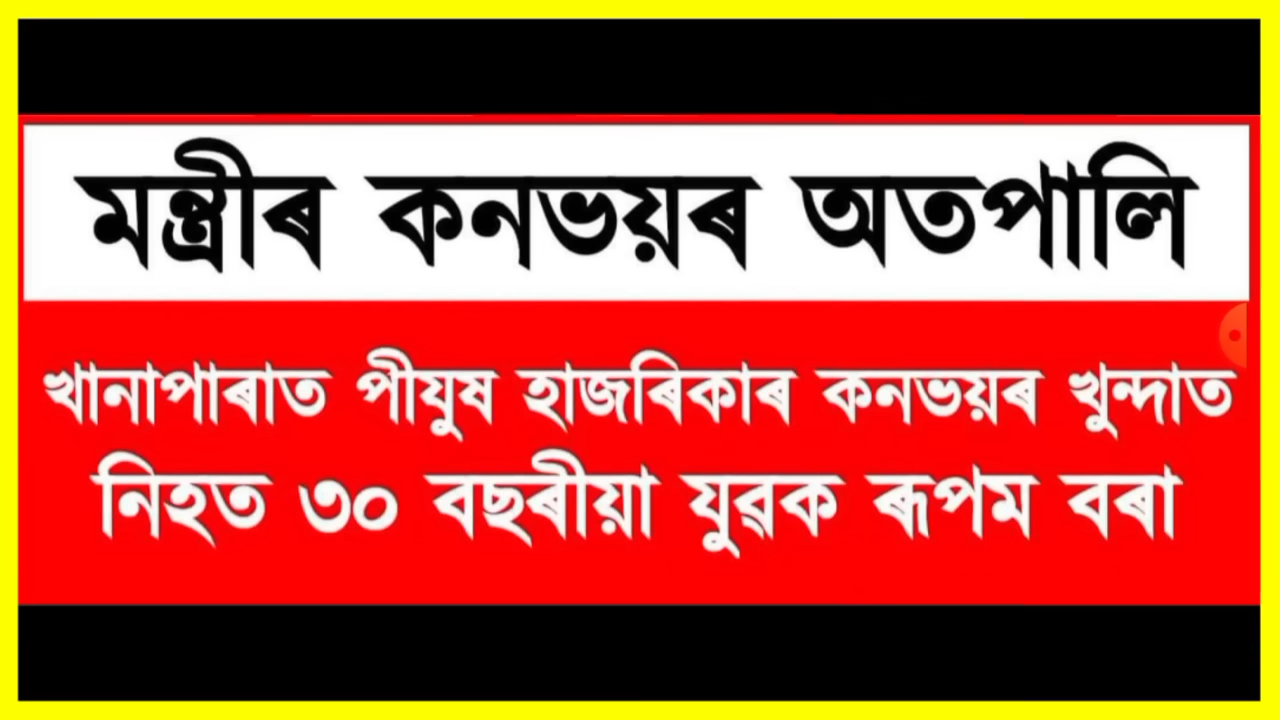 মন্ত্ৰীৰ কনভয়ৰ অতপালি
খানাপাৰাত পীযুষ হাজৰিকাৰ কনভয়ৰ খুন্দাত
নিহত ৩০ বছৰীয়া যুৱক ৰূপম বৰা